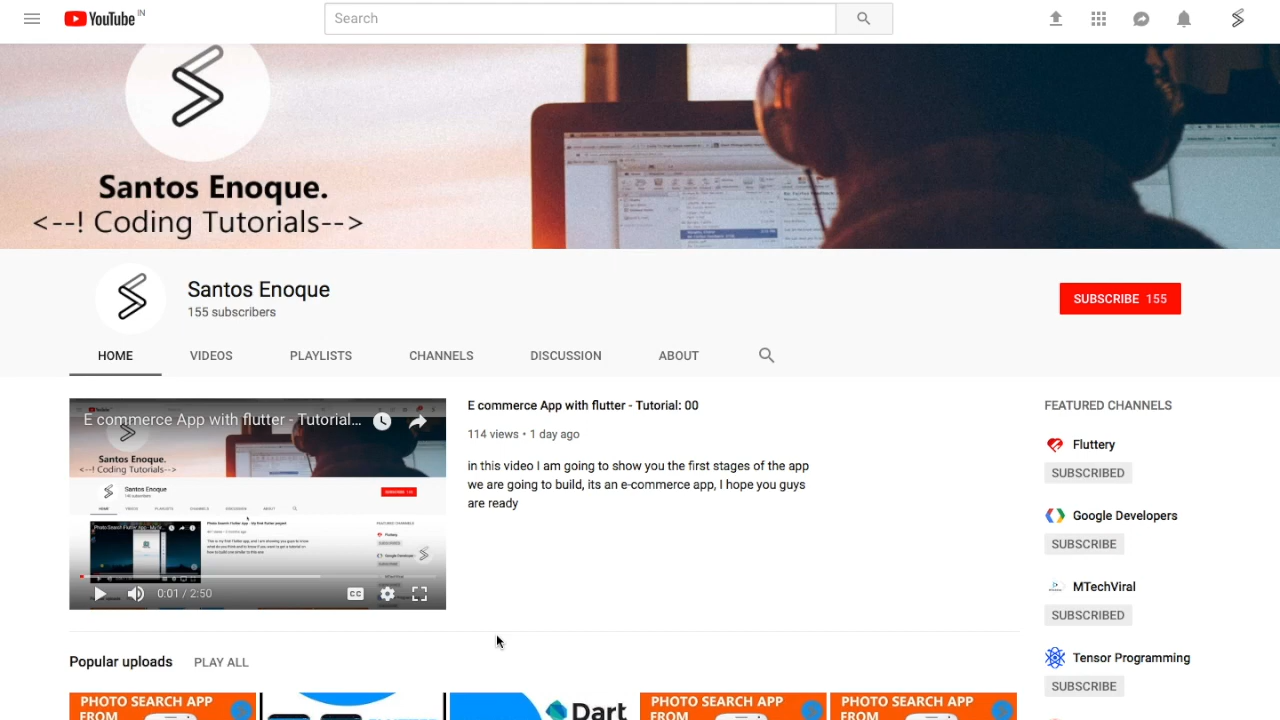 YouTube IN
Search
Santos Enoque.
<--! Coding Tutorials-->
Santos Enoque
155 subscribers
SUBSCRIBE 155
HOME
VIDEOS
PLAYLISTS
CHANNELS
DISCUSSION
ABOUT
E commerce App with flutter - Tutorial...
Santos Enoque.
<--! Coding Tutorials-->
Santos Enoque
0:01 / 2:50
CC
E commerce App with flutter - Tutorial: 00
114 views • 1 day ago
in this video I am going to show you the first stages of the app
we are going to build, its an e-commerce app, I hope you guys
are ready
FEATURED CHANNELS
Fluttery
SUBSCRIBED
Google Developers
SUBSCRIBE
MTechViral
SUBSCRIBED
Tensor Programming
SUBSCRIBE
Popular uploads
PLAY ALL
PHOTO SEARCH APP
FROM
Dart
PHOTO SEARCH APP
FROM
PHOTO SEARCH APP
FROM